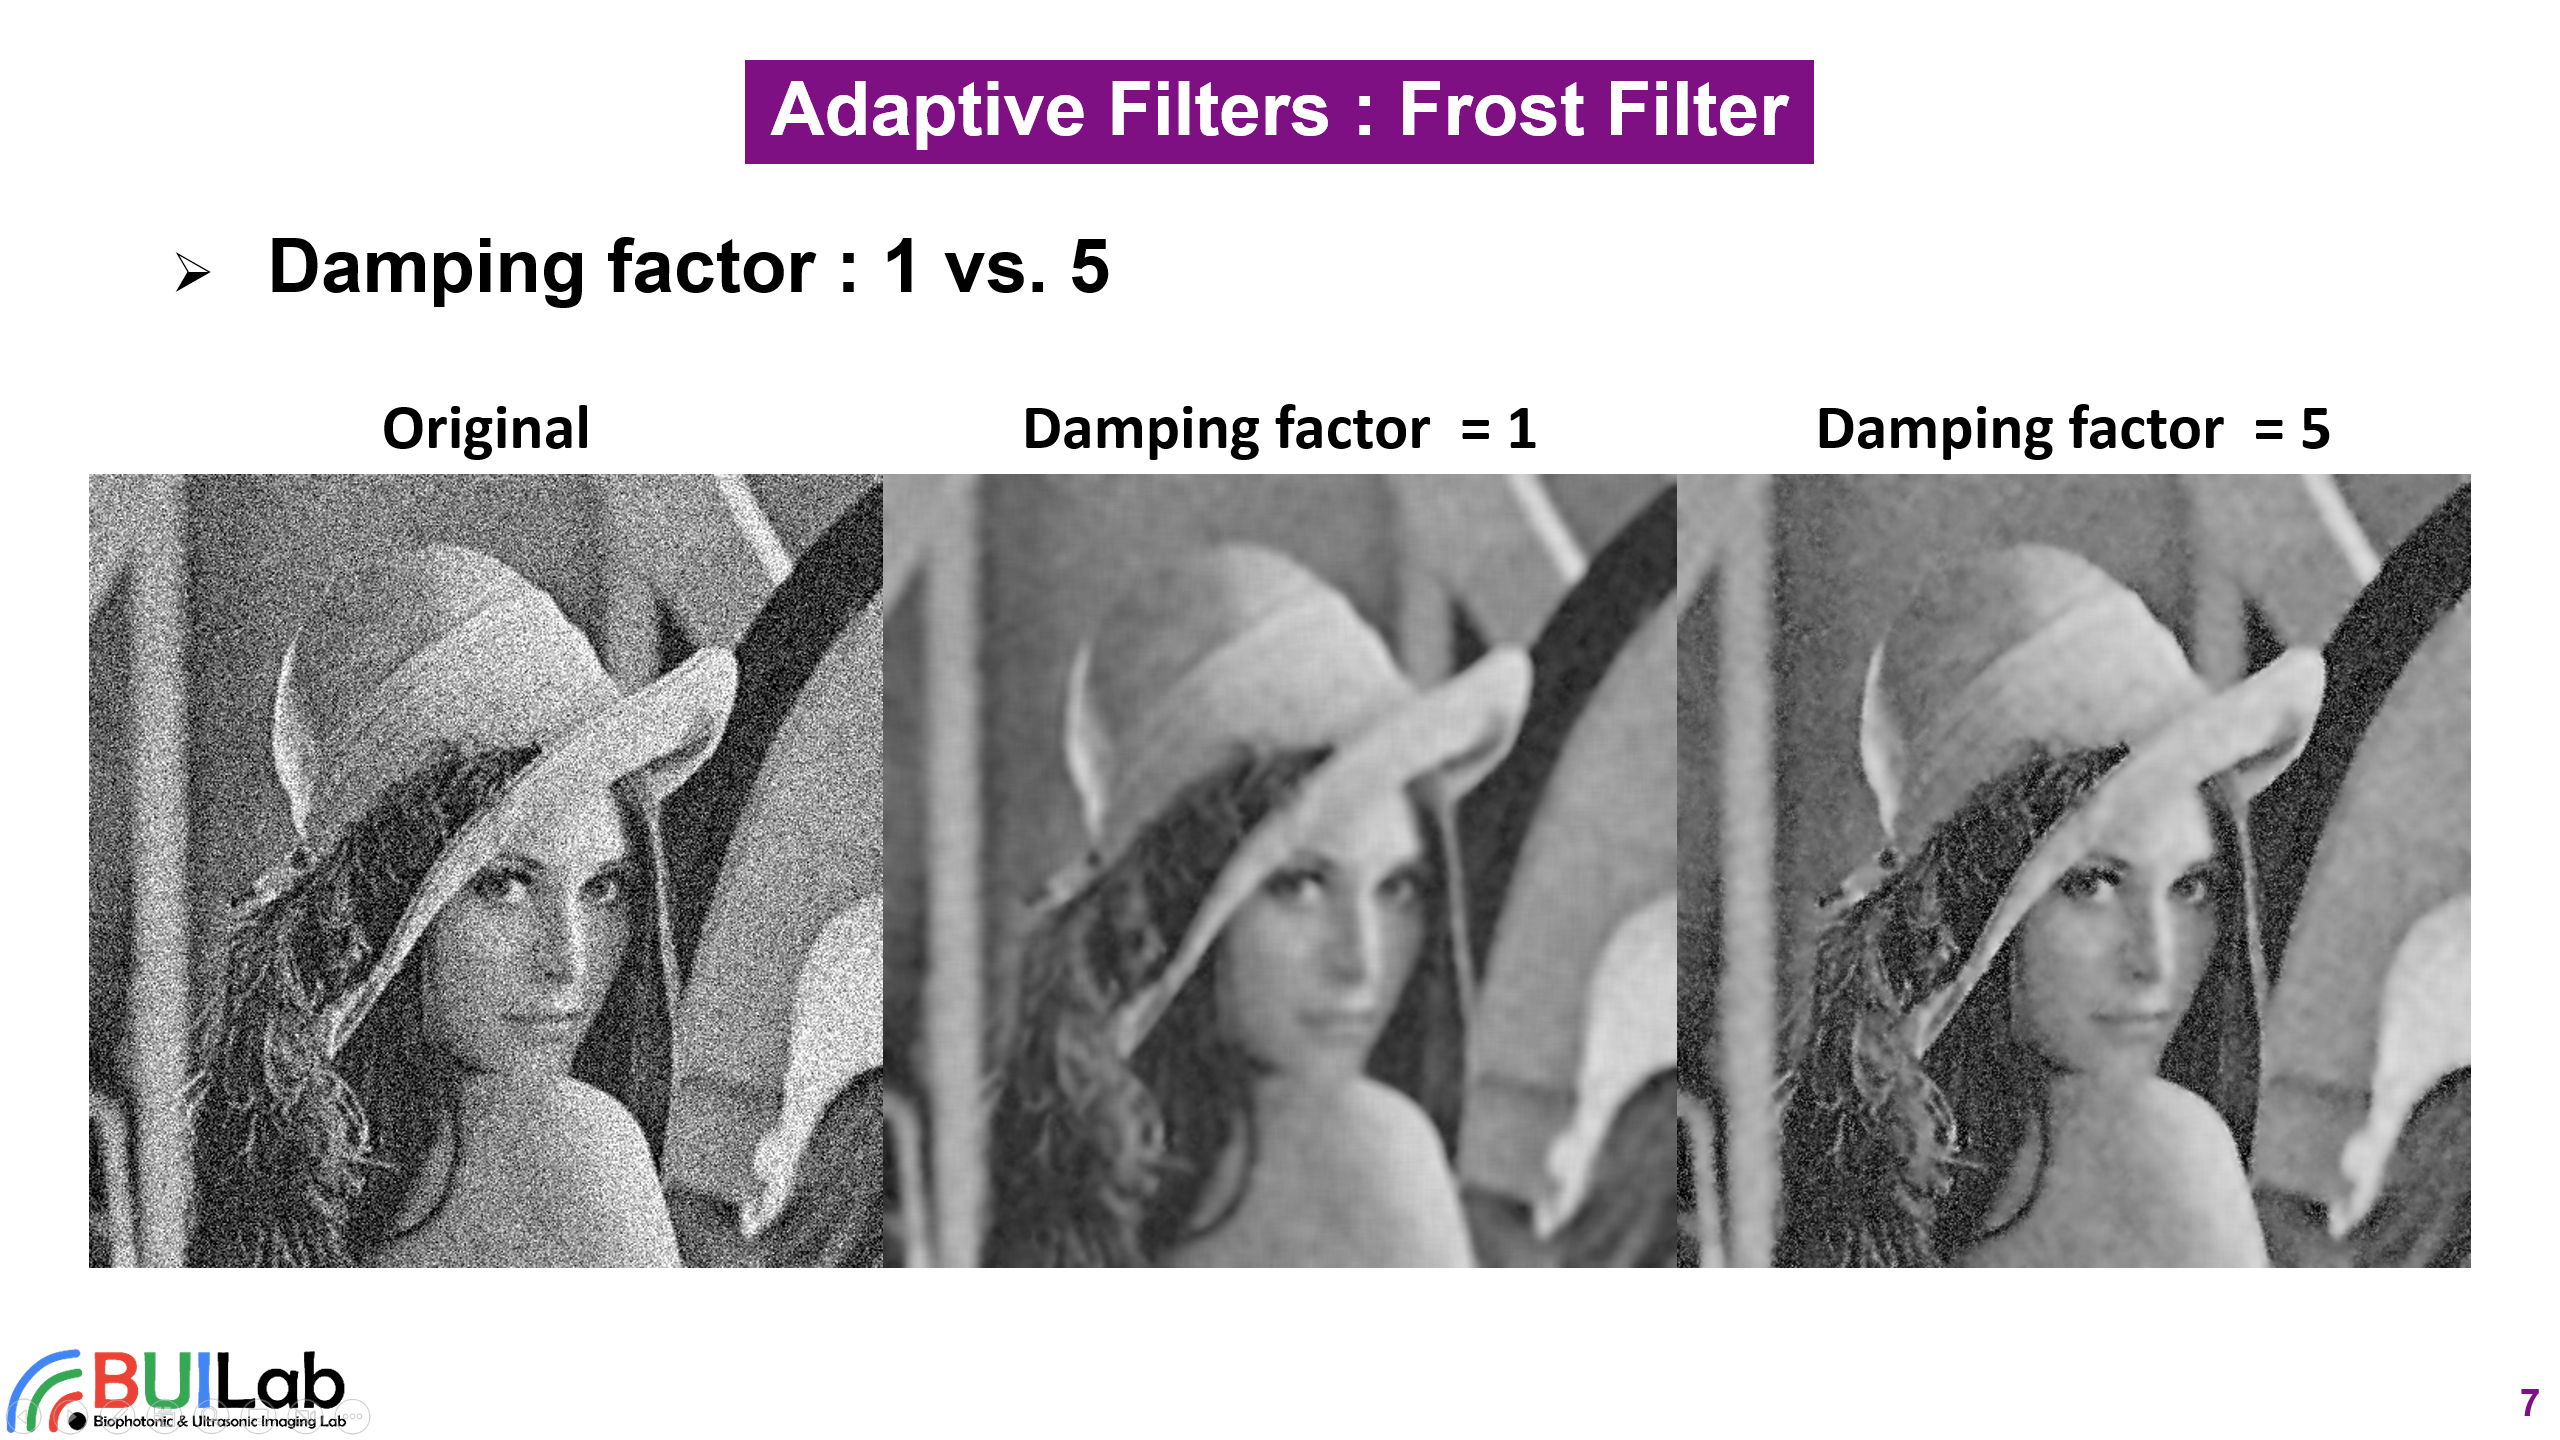 Adaptive Filters : Frost Filter
Damping factor : 1 vs. 5
Original
Damping factor = 1
Damping factor = 5
BUILab
Biophotonic & Ultrasonic Imaging Lab
7